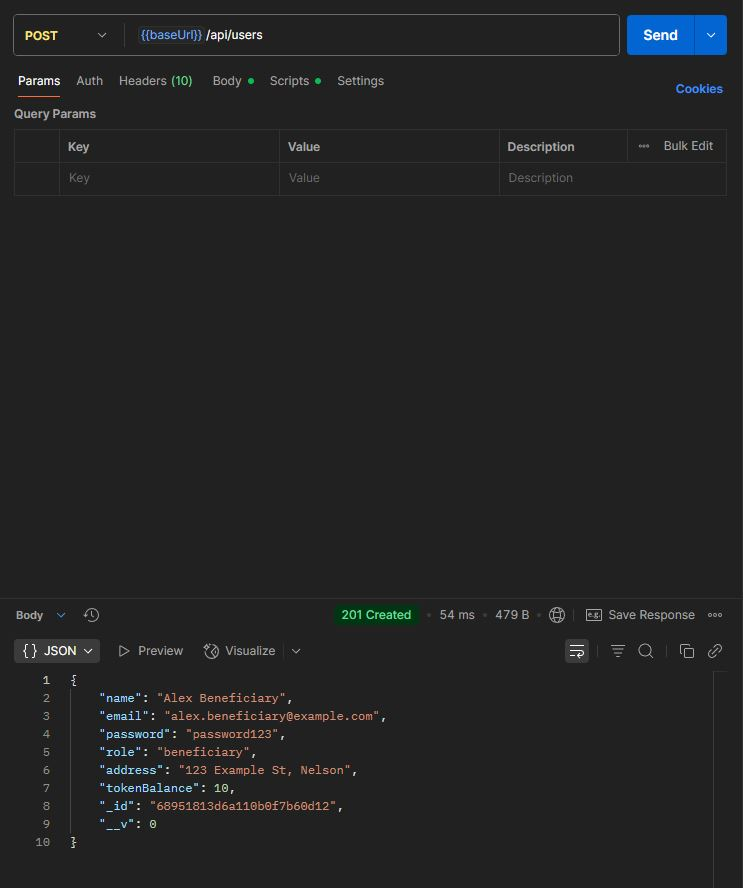 POST {{baseUrl}} /api/users Send
Params Auth Headers (10) Body Scripts Settings Cookies
Query Params
Key Value Description Bulk Edit
Key Value Description
Body 201 Created 54 ms 479 B e.g. Save Response
{} JSON Preview Visualize
1 {
2 "name": "Alex Beneficiary",
3 "email": "alex.beneficiary@example.com",
4 "password": "password123",
5 "role": "beneficiary",
6 "address": "123 Example St, Nelson",
7 "tokenBalance": 10,
8 "_id": "68951813d6a110b0f7b60d12",
9 "__v": 0
10 }